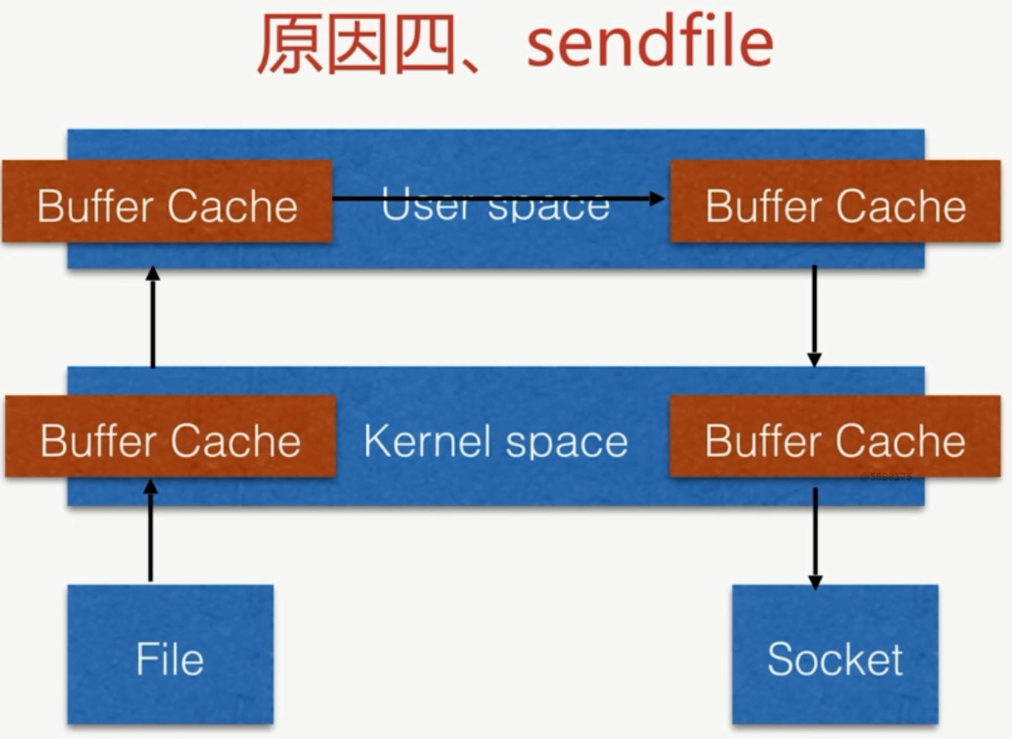 原因四、sendfile
Buffer Cache
User space
Buffer Cache
Buffer Cache
Kernel space
Buffer Cache
File
Socket